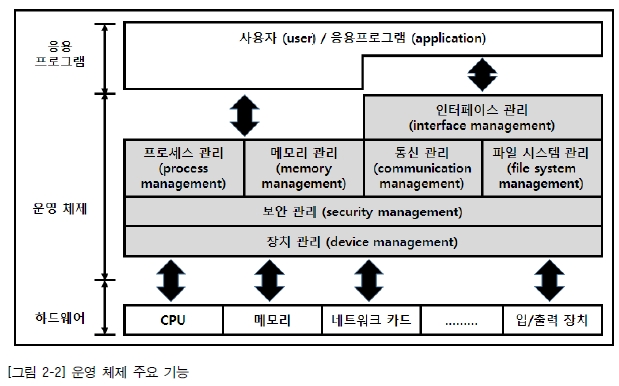 응용
프로그램
사용자 (user) / 응용프로그램 (application)
운영 체제
인터페이스 관리
(interface management)
프로세스 관리
(process
management)
메모리 관리
(memory
management)
통신 관리
(communication
management)
파일 시스템 관리
(file system
management)
보안 관리 (security management)
장치 관리 (device management)
하드웨어
CPU
메모리
네트워크 카드
.........
입/출력 장치
[그림 2-2] 운영 체제 주요 기능